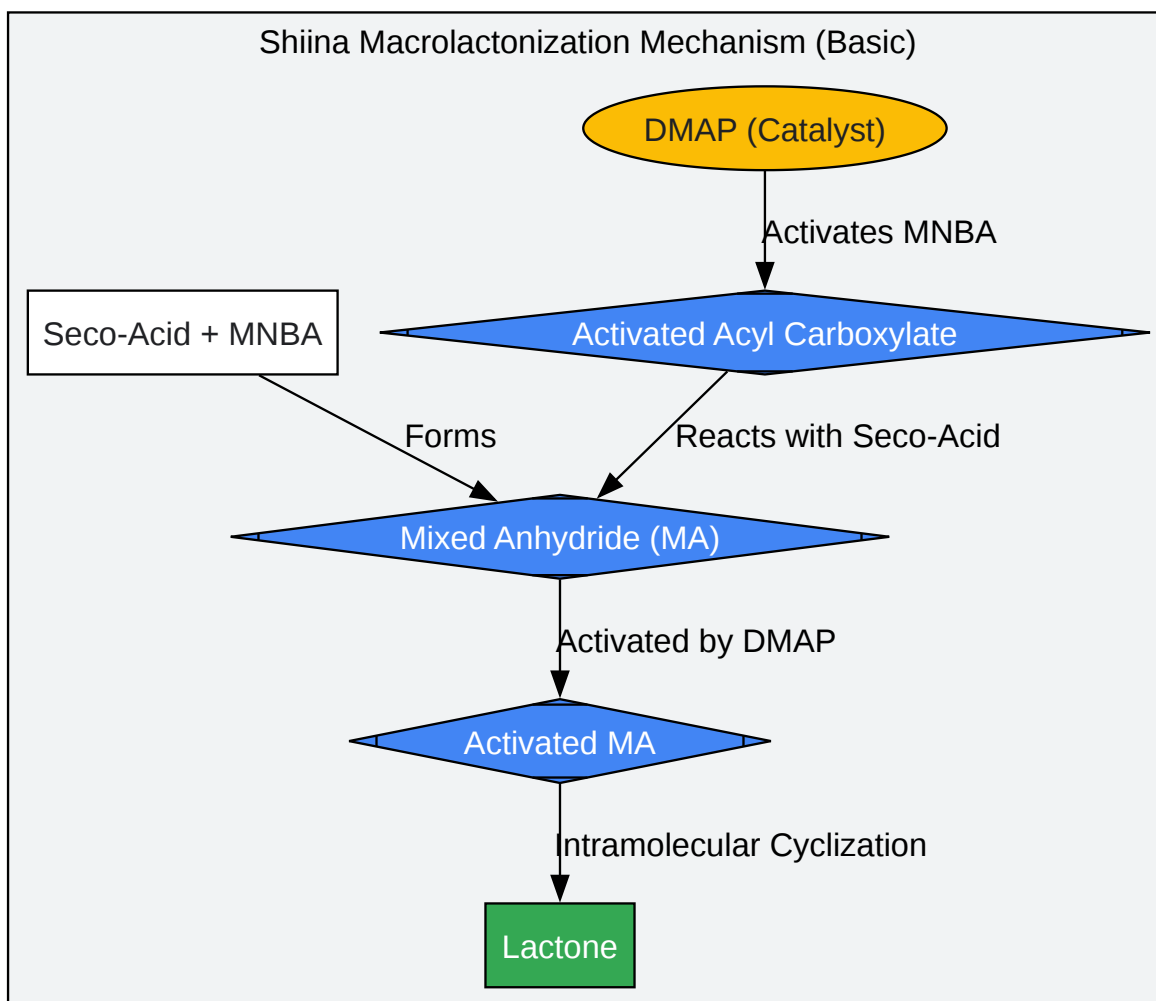 Shiina Macrolactonization Mechanism (Basic)
DMAP (Catalyst)
Activates MNBA
Seco-Acid + MNBA
Activated Acyl Carboxylate
Forms
Reacts with Seco-Acid
Mixed Anhydride (MA)
Activated by DMAP
Activated MA
Intramolecular Cyclization
Lactone